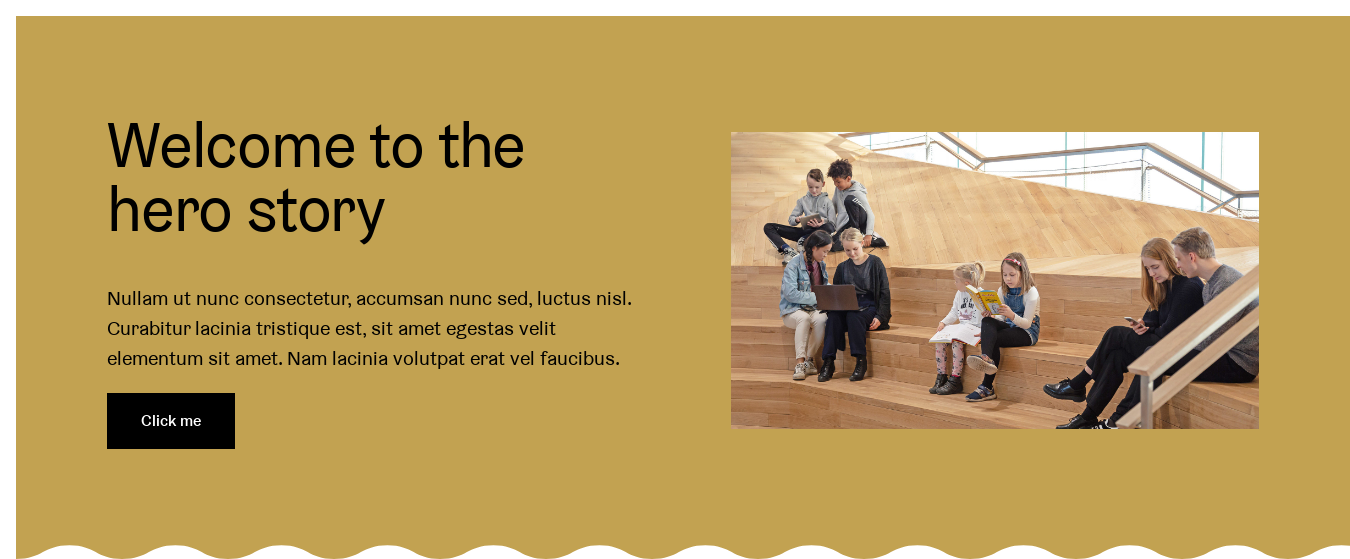 Welcome to the
hero story
Nullam ut nunc consectetur, accumsan nunc sed, luctus nisl.
Curabitur lacinia tristique est, sit amet egestas velit
elementum sit amet. Nam lacinia volutpat erat vel faucibus.
Click me